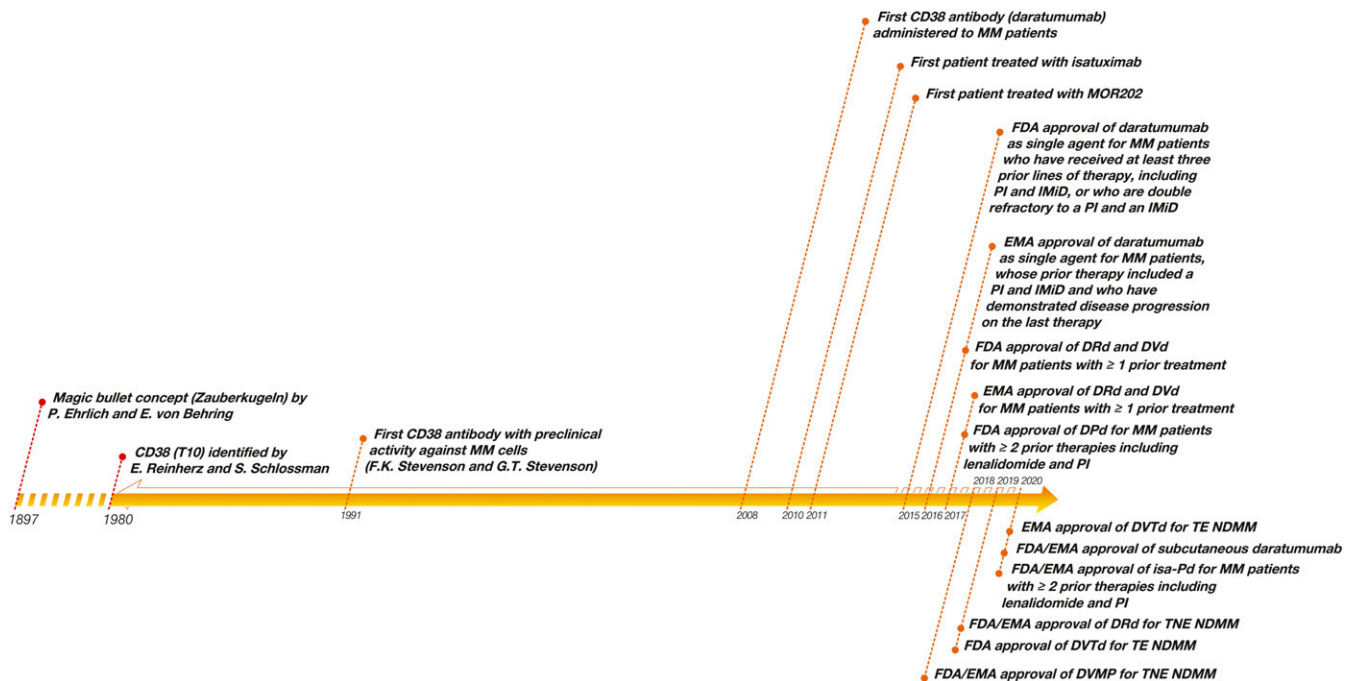 First CD38 antibody (daratumumab)
administered to MM patients
First patient treated with isatuximab
First patient treated with MOR202
FDA approval of daratumumab
as single agent for MM patients
who have received at least three
prior lines of therapy, including
PI and IMiD, or who are double
refractory to a PI and an IMiD
EMA approval of daratumumab
as single agent for MM patients,
whose prior therapy included a
PI and IMiD and who have
demonstrated disease progression
on the last therapy
FDA approval of DRd and DVd
for MM patients with ≥ 1 prior treatment
Magic bullet concept (Zauberkugeln) by
P. Ehrlich and E. von Behring
EMA approval of DRd and DVd
for MM patients with ≥ 1 prior treatment
CD38 (T10) identified by
E. Reinherz and S. Schlossman
First CD38 antibody with preclinical
activity against MM cells
(F.K. Stevenson and G.T. Stevenson)
FDA approval of DPd for MM patients
with ≥ 2 prior therapies including
lenalidomide and PI
2018 2019 2020
1897 1980 1991 2008 2010 2011 2015 2016 2017
EMA approval of DVTd for TE NDMM
FDA/EMA approval of subcutaneous daratumumab
FDA/EMA approval of isa-Pd for MM patients
with ≥ 2 prior therapies including
lenalidomide and PI
FDA/EMA approval of DRd for TNE NDMM
FDA approval of DVTd for TE NDMM
FDA/EMA approval of DVMP for TNE NDMM